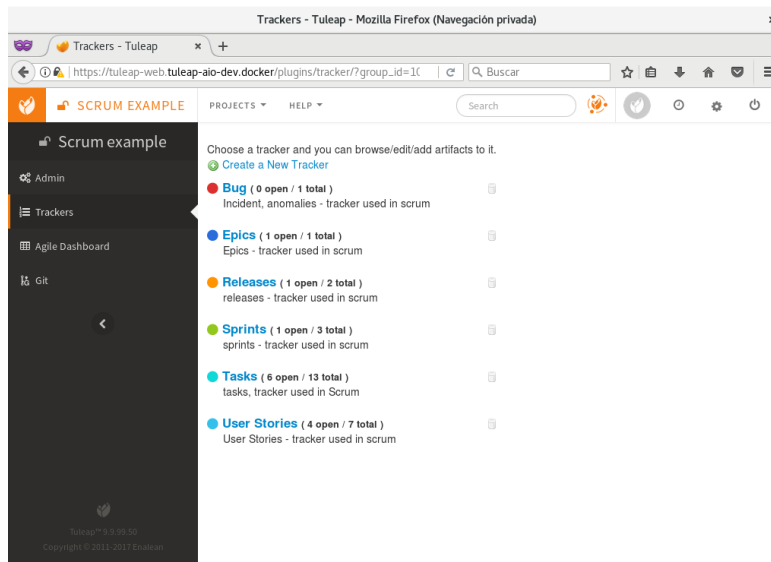 Trackers - Tuleap - Mozilla Firefox (Navegación privada)
Trackers - Tuleap
https://tuleap-web.tuleap-aio-dev.docker/plugins/tracker/?group_id=10
Buscar
SCRUM EXAMPLE
PROJECTS
HELP
Search
Scrum example
Admin
Trackers
Agile Dashboard
Git
Tuleap™ 9.9.99.50
Copyright © 2011-2017 Enalean
Choose a tracker and you can browse/edit/add artifacts to it.
Create a New Tracker
Bug ( 0 open / 1 total )
Incident, anomalies - tracker used in scrum
Epics ( 1 open / 1 total )
Epics - tracker used in scrum
Releases ( 1 open / 2 total )
releases - tracker used in scrum
Sprints ( 1 open / 3 total )
sprints - tracker used in scrum
Tasks ( 6 open / 13 total )
tasks, tracker used in Scrum
User Stories ( 4 open / 7 total )
User Stories - tracker used in scrum